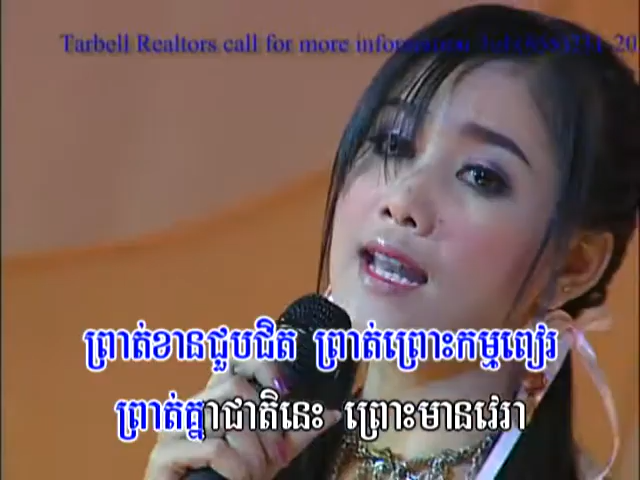 Tarbell Realtors call for more information
ព្រាត់ខានជួបជិត ព្រាត់ព្រោះកម្មពៀរ
ព្រាត់គ្នាជាតិនេះ ព្រោះមានវេរា